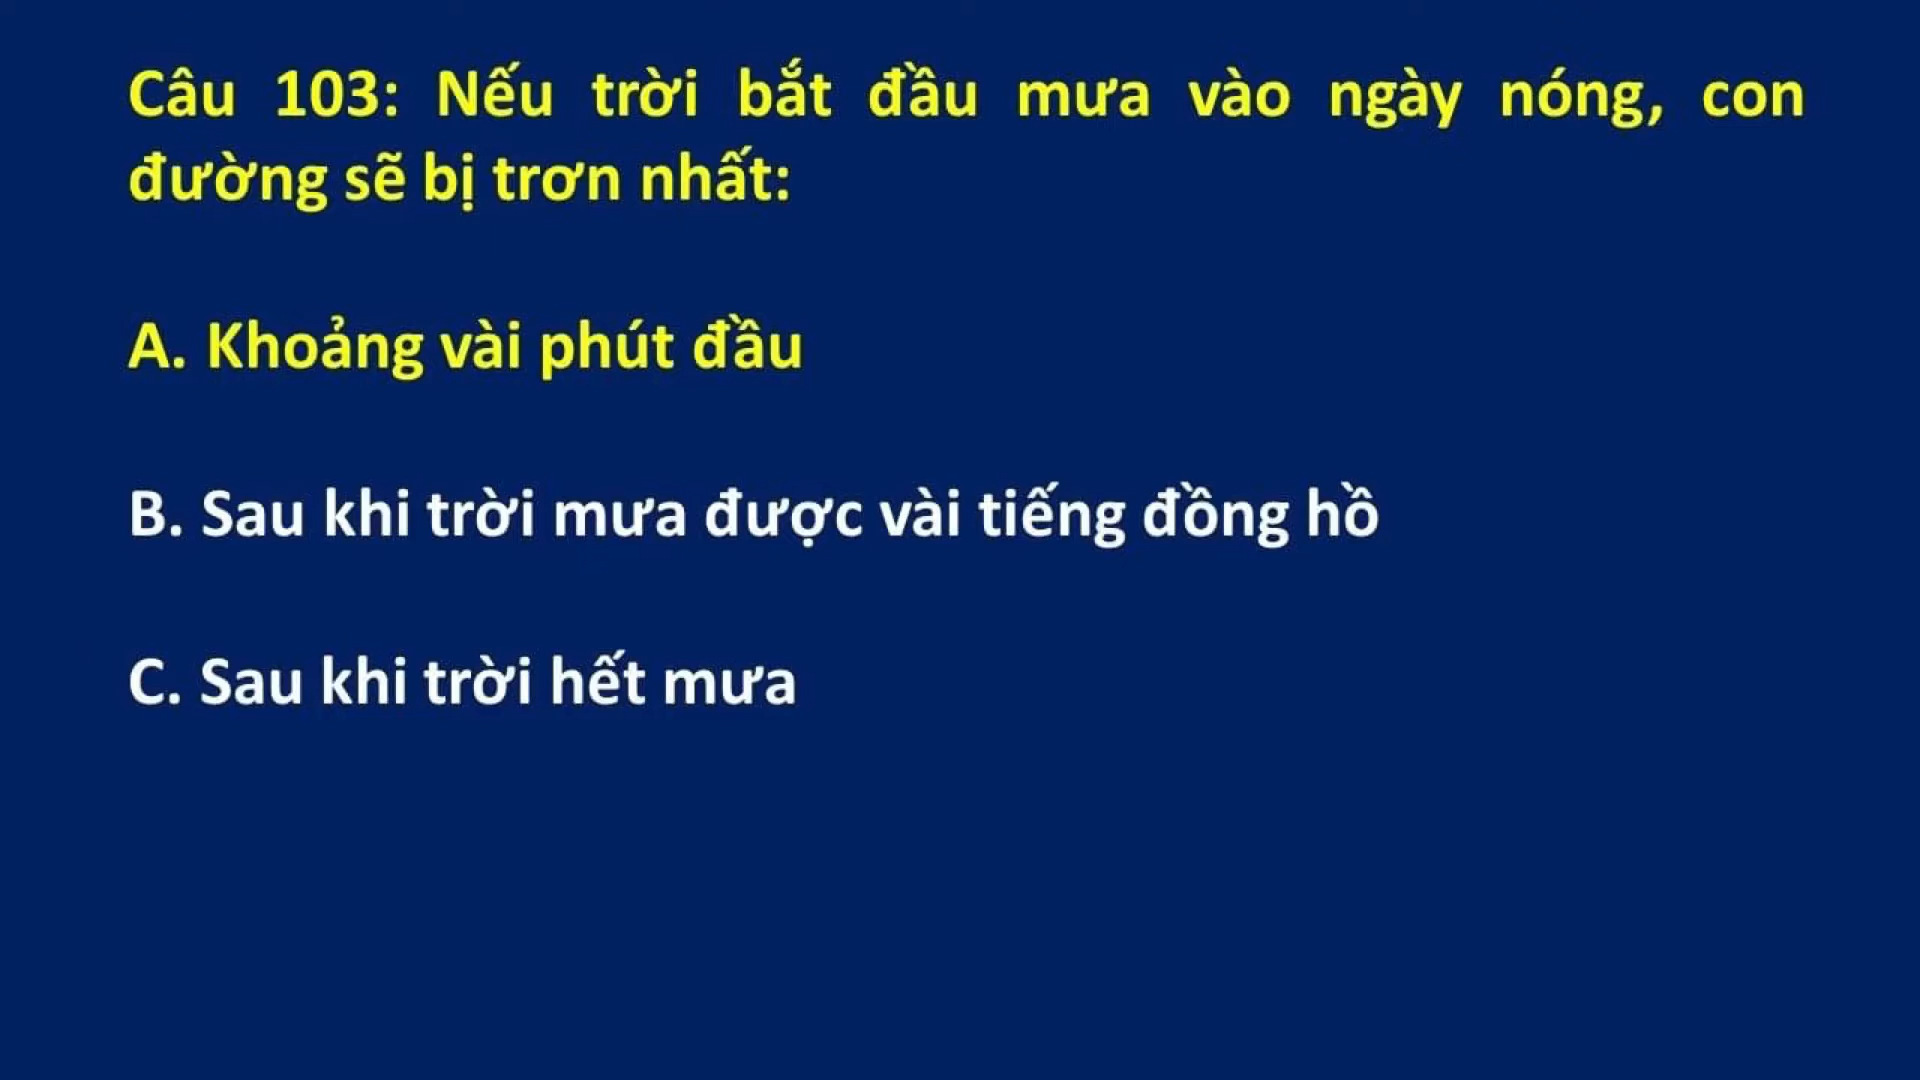 Câu 103: Nếu trời bắt đầu mưa vào ngày nóng, con
đường sẽ bị trơn nhất:
A. Khoảng vài phút đầu
B. Sau khi trời mưa được vài tiếng đồng hồ
C. Sau khi trời hết mưa